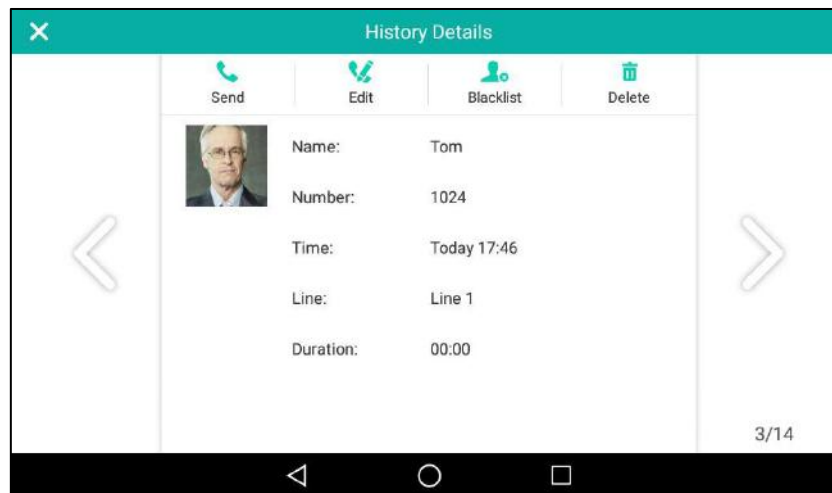 History Details
Send Edit Blacklist Delete
Name: Tom
Number: 1024
Time: Today 17:46
Line: Line 1
Duration: 00:00
3/14